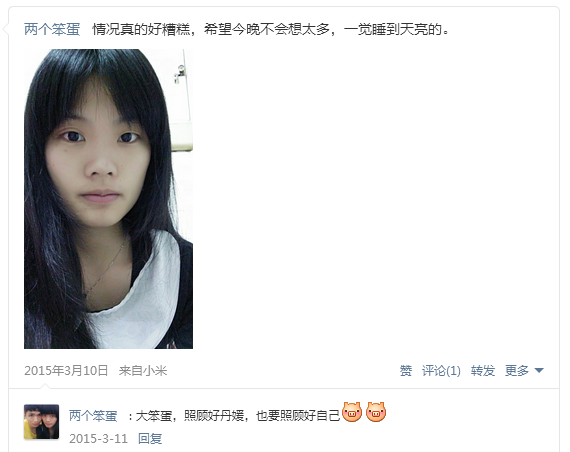 两个笨蛋 情况真的好糟糕，希望今晚不会想太多，一觉睡到天亮的。
2015年3月10日 来自小米 赞 评论(1) 转发 更多
两个笨蛋 : 大笨蛋，照顾好丹媛，也要照顾好自己
2015-3-11 回复